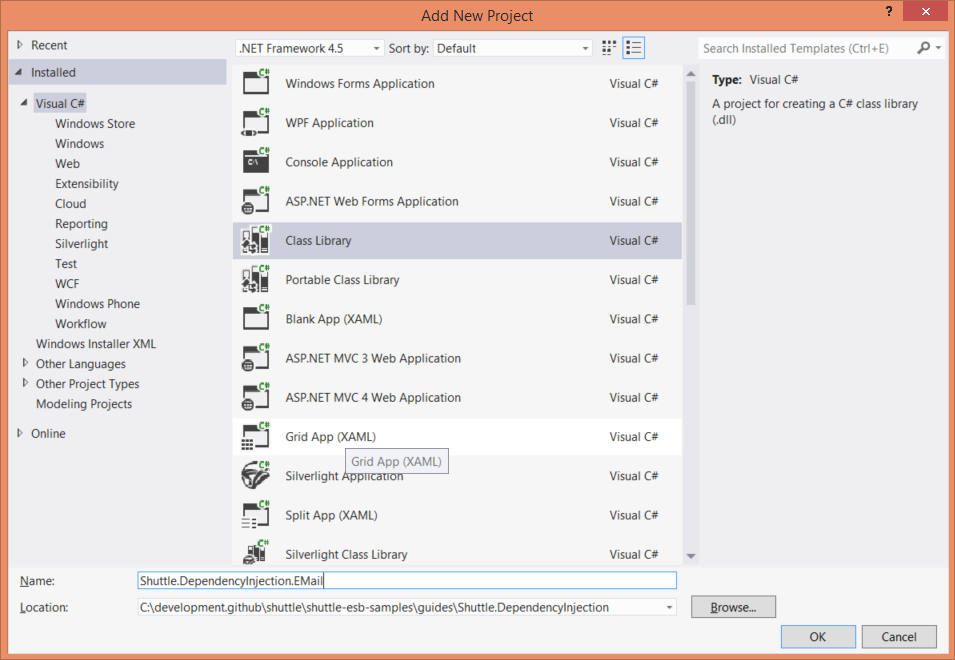 Add New Project
?
Recent
Installed
Visual C#
Windows Store
Windows
Web
Extensibility
Cloud
Reporting
Silverlight
Test
WCF
Windows Phone
Workflow
Windows Installer XML
Other Languages
Other Project Types
Modeling Projects
Online
.NET Framework 4.5 Sort by: Default
Search Installed Templates (Ctrl+E)
C# Windows Forms Application Visual C#
C# WPF Application Visual C#
C# Console Application Visual C#
C# ASP.NET Web Forms Application Visual C#
C# Class Library Visual C#
C# Portable Class Library Visual C#
C# Blank App (XAML) Visual C#
C# ASP.NET MVC 3 Web Application Visual C#
C# ASP.NET MVC 4 Web Application Visual C#
C# Grid App (XAML) Visual C#
Grid App (XAML)
C# Silverlight Application Visual C#
C# Split App (XAML) Visual C#
C# Silverlight Class Library Visual C#
Type: Visual C#
A project for creating a C# class library
(.dll)
Name: Shuttle.DependencyInjection.EMail
Location: C:\development.github\shuttle\shuttle-esb-samples\guides\Shuttle.DependencyInjection Browse...
OK Cancel